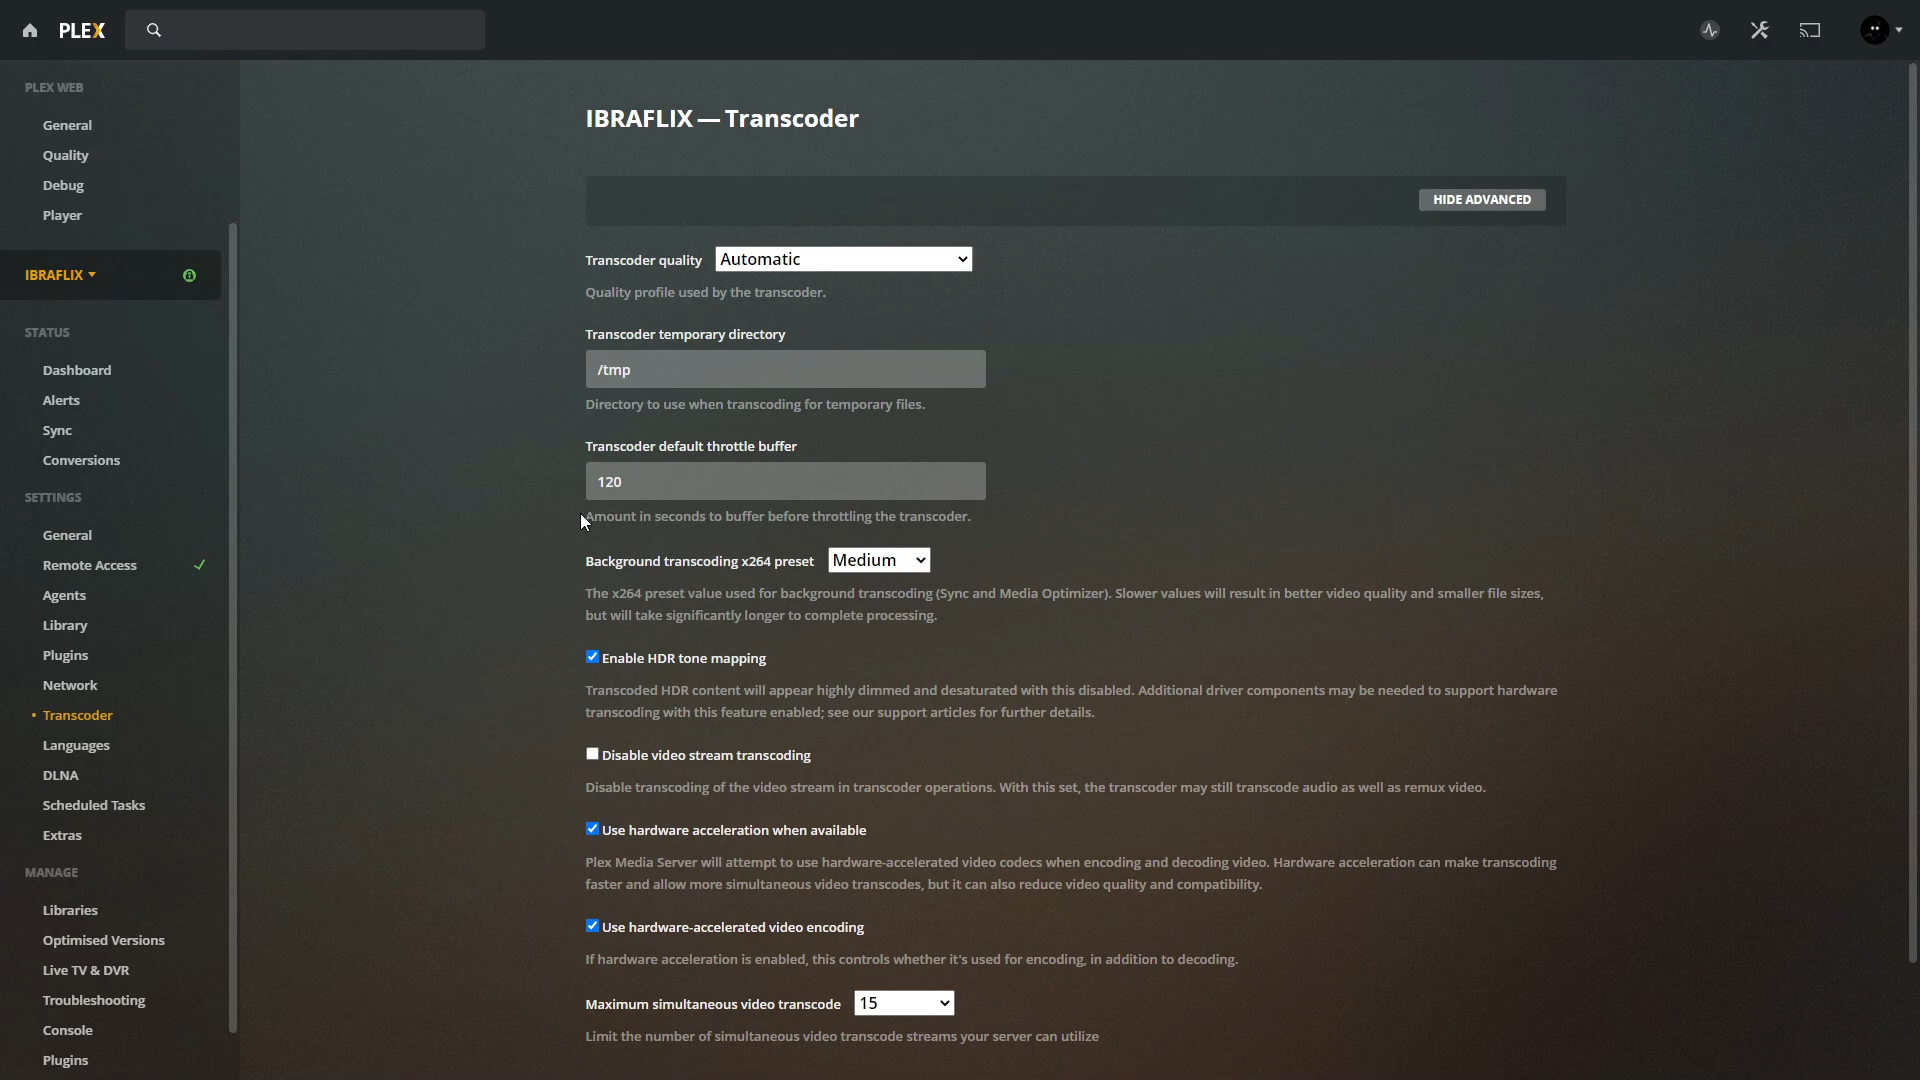 PLEX
PLEX WEB
General
Quality
Debug
Player
IBRAFLIX
STATUS
Dashboard
Alerts
Sync
Conversions
SETTINGS
General
Remote Access
Agents
Library
Plugins
Network
Transcoder
Languages
DLNA
Scheduled Tasks
Extras
MANAGE
Libraries
Optimised Versions
Live TV & DVR
Troubleshooting
Console
Plugins
IBRAFLIX — Transcoder
HIDE ADVANCED
Transcoder quality Automatic
Quality profile used by the transcoder.
Transcoder temporary directory
/tmp
Directory to use when transcoding for temporary files.
Transcoder default throttle buffer
120
Amount in seconds to buffer before throttling the transcoder.
Background transcoding x264 preset Medium
The x264 preset value used for background transcoding (Sync and Media Optimizer). Slower values will result in better video quality and smaller file sizes,
but will take significantly longer to complete processing.
Enable HDR tone mapping
Transcoded HDR content will appear highly dimmed and desaturated with this disabled. Additional driver components may be needed to support hardware
transcoding with this feature enabled; see our support articles for further details.
Disable video stream transcoding
Disable transcoding of the video stream in transcoder operations. With this set, the transcoder may still transcode audio as well as remux video.
Use hardware acceleration when available
Plex Media Server will attempt to use hardware-accelerated video codecs when encoding and decoding video. Hardware acceleration can make transcoding
faster and allow more simultaneous video transcodes, but it can also reduce video quality and compatibility.
Use hardware-accelerated video encoding
If hardware acceleration is enabled, this controls whether it's used for encoding, in addition to decoding.
Maximum simultaneous video transcode 15
Limit the number of simultaneous video transcode streams your server can utilize